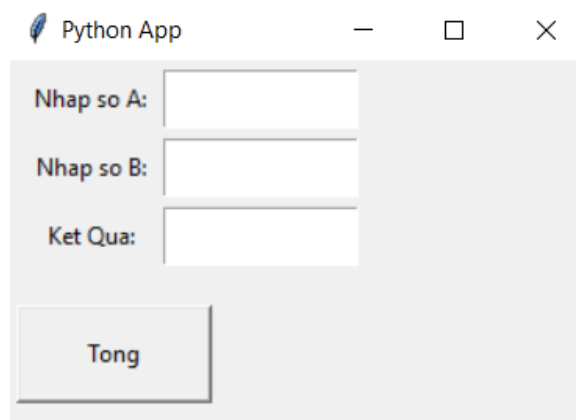 Python App
Nhap so A:
Nhap so B:
Ket Qua:
Tong